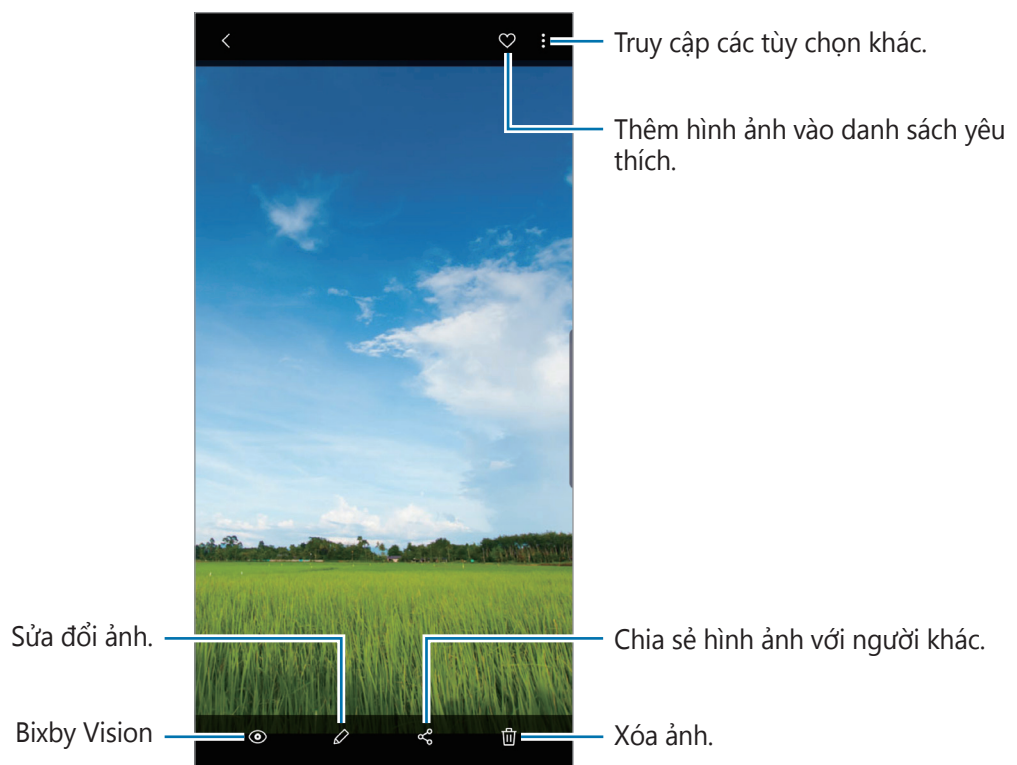 Truy cập các tùy chọn khác.
Thêm hình ảnh vào danh sách yêu
thích.
Sửa đổi ảnh.
Chia sẻ hình ảnh với người khác.
Bixby Vision
Xóa ảnh.